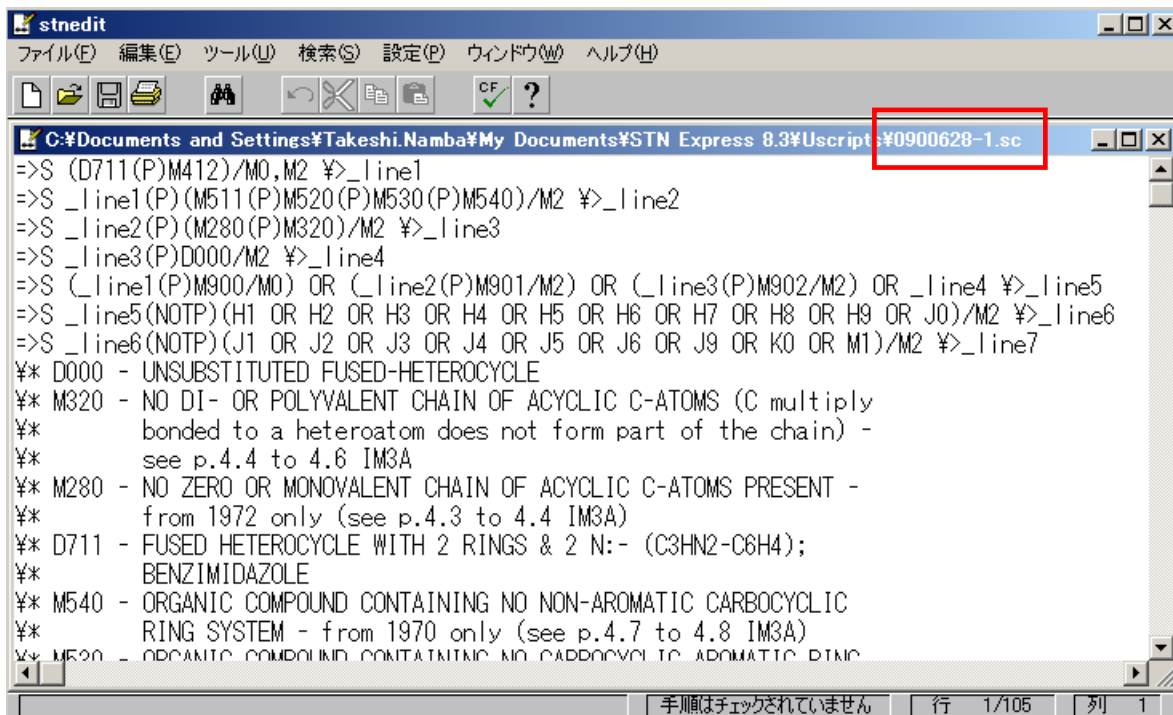 stnedit
ファイル(F) 編集(E) ツール(U) 検索(S) 設定(P) ウィンドウ(W) ヘルプ(H)
CF ?
C:¥Documents and Settings¥Takeshi.Namba¥My Documents¥STN Express 8.3¥Uscripts¥0900628-1.sc
=>S (D711(P)M412)/M0,M2 ¥>_line1
=>S _line1(P)(M511(P)M520(P)M530(P)M540)/M2 ¥>_line2
=>S _line2(P)(M280(P)M320)/M2 ¥>_line3
=>S _line3(P)D000/M2 ¥>_line4
=>S (_line1(P)M900/M0) OR (_line2(P)M901/M2) OR (_line3(P)M902/M2) OR _line4 ¥>_line5
=>S _line5(NOTP)(H1 OR H2 OR H3 OR H4 OR H5 OR H6 OR H7 OR H8 OR H9 OR J0)/M2 ¥>_line6
=>S _line6(NOTP)(J1 OR J2 OR J3 OR J4 OR J5 OR J6 OR J9 OR K0 OR M1)/M2 ¥>_line7
¥* D000 - UNSUBSTITUTED FUSED-HETEROCYCLE
¥* M320 - NO DI- OR POLYVALENT CHAIN OF ACYCLIC C-ATOMS (C multiply
¥* bonded to a heteroatom does not form part of the chain) -
¥* see p.4.4 to 4.6 IM3A
¥* M280 - NO ZERO OR MONOVALENT CHAIN OF ACYCLIC C-ATOMS PRESENT -
¥* from 1972 only (see p.4.3 to 4.4 IM3A)
¥* D711 - FUSED HETEROCYCLE WITH 2 RINGS & 2 N:- (C3HN2-C6H4);
¥* BENZIMIDAZOLE
¥* M540 - ORGANIC COMPOUND CONTAINING NO NON-AROMATIC CARBOCYCLIC
¥* RING SYSTEM - from 1970 only (see p.4.7 to 4.8 IM3A)
¥* M520 - ORGANIC COMPOUND CONTAINING NO CARBOCYCLIC AROMATIC RING
手順はチェックされていません 行 1/105 列 1